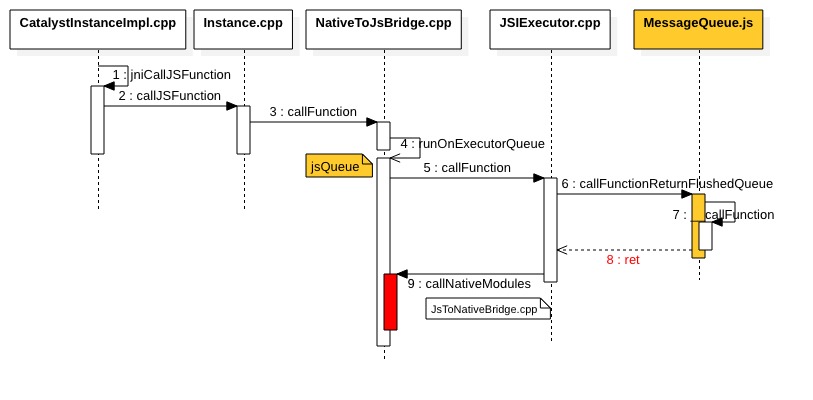 CatalystInstanceImpl.cpp
Instance.cpp
NativeToJsBridge.cpp
JSIExecutor.cpp
MessageQueue.js
1 : jniCallJSFunction
2 : callJSFunction
3 : callFunction
4 : runOnExecutorQueue
jsQueue
5 : callFunction
6 : callFunctionReturnFlushedQueue
7 : callFunction
8 : ret
9 : callNativeModules
JsToNativeBridge.cpp